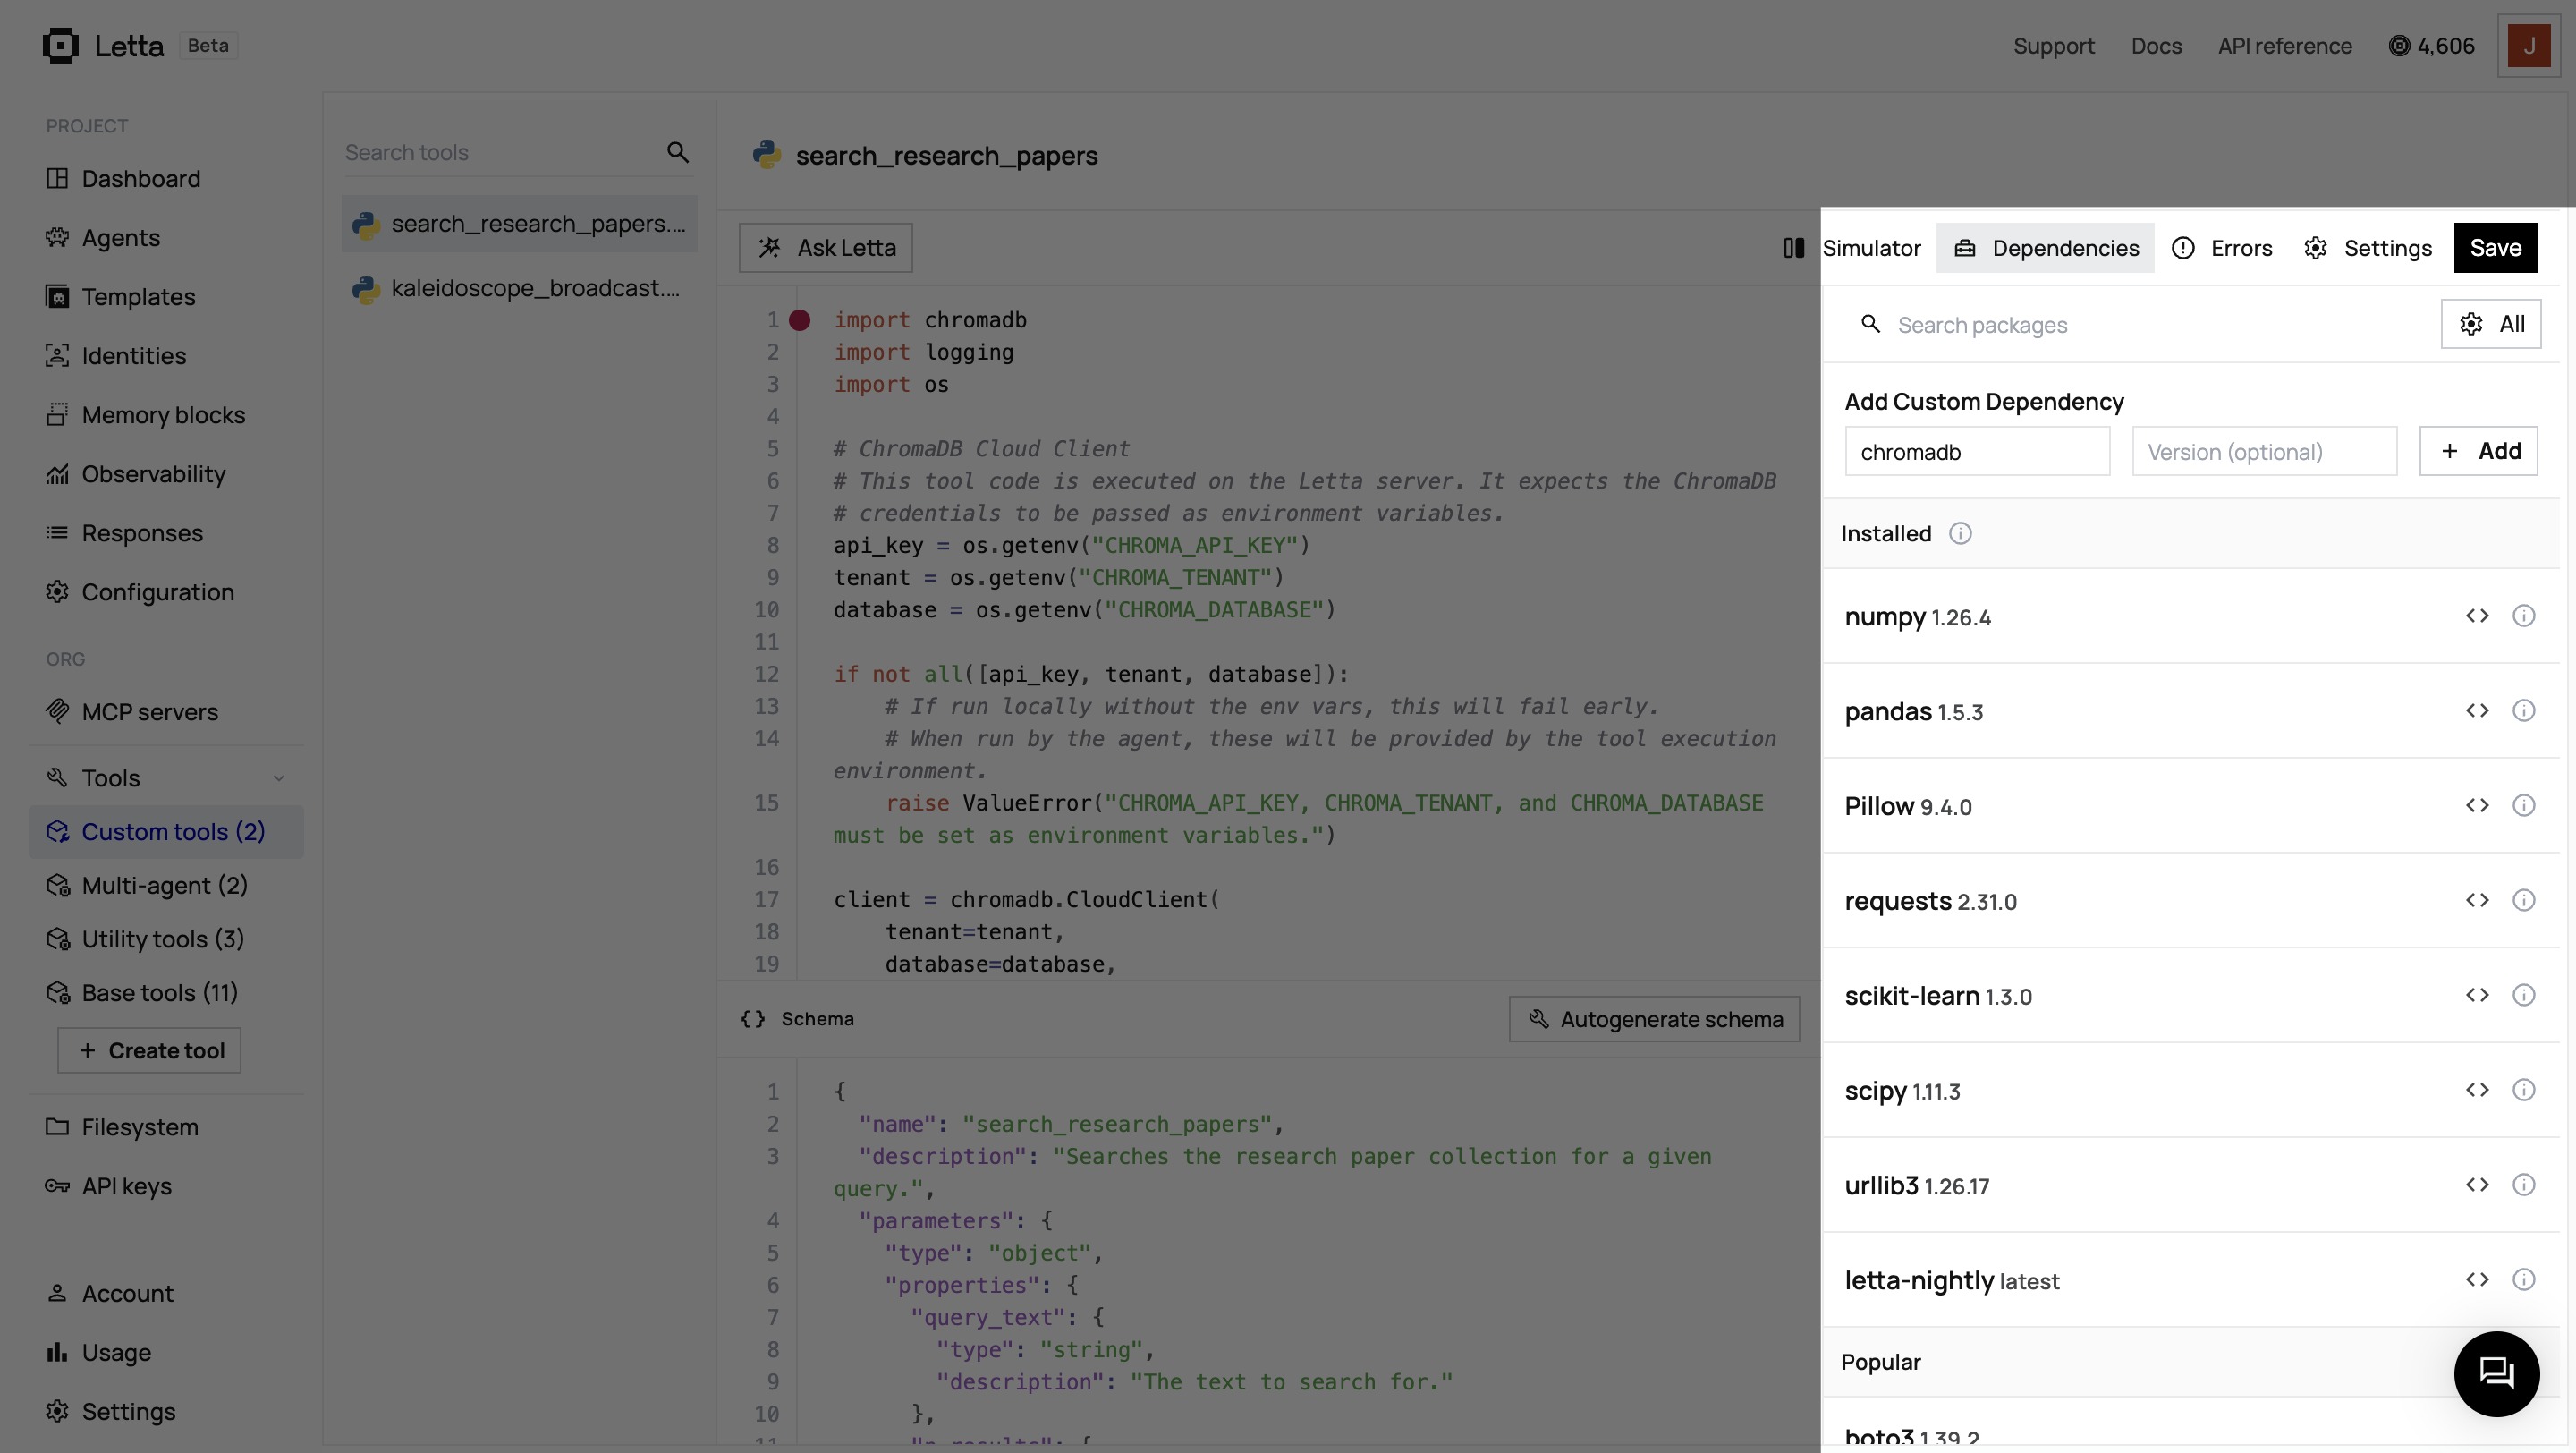 Letta Beta
Support Docs API reference 4,606 J
PROJECT
Dashboard
Agents
Templates
Identities
Memory blocks
Observability
Responses
Configuration
ORG
MCP servers
Tools
Custom tools (2)
Multi-agent (2)
Utility tools (3)
Base tools (11)
+ Create tool
Filesystem
API keys
Account
Usage
Settings
Search tools
search_research_papers....
kaleidoscope_broadcast....
search_research_papers
Ask Letta
1 import chromadb
2 import logging
3 import os
4
5 # ChromaDB Cloud Client
6 # This tool code is executed on the Letta server. It expects the ChromaDB
7 # credentials to be passed as environment variables.
8 api_key = os.getenv("CHROMA_API_KEY")
9 tenant = os.getenv("CHROMA_TENANT")
10 database = os.getenv("CHROMA_DATABASE")
11
12 if not all([api_key, tenant, database]):
13 # If run locally without the env vars, this will fail early.
14 # When run by the agent, these will be provided by the tool execution
environment.
15 raise ValueError("CHROMA_API_KEY, CHROMA_TENANT, and CHROMA_DATABASE
must be set as environment variables.")
16
17 client = chromadb.CloudClient(
18 tenant=tenant,
19 database=database,
{} Schema
Autogenerate schema
1 {
2 "name": "search_research_papers",
3 "description": "Searches the research paper collection for a given
query.",
4 "parameters": {
5 "type": "object",
6 "properties": {
7 "query_text": {
8 "type": "string",
9 "description": "The text to search for."
10 },
11 "n_results": {
Simulator Dependencies Errors Settings Save
Search packages All
Add Custom Dependency
chromadb Version (optional) + Add
Installed
numpy 1.26.4
pandas 1.5.3
Pillow 9.4.0
requests 2.31.0
scikit-learn 1.3.0
scipy 1.11.3
urllib3 1.26.17
letta-nightly latest
Popular
boto3 1.39.2